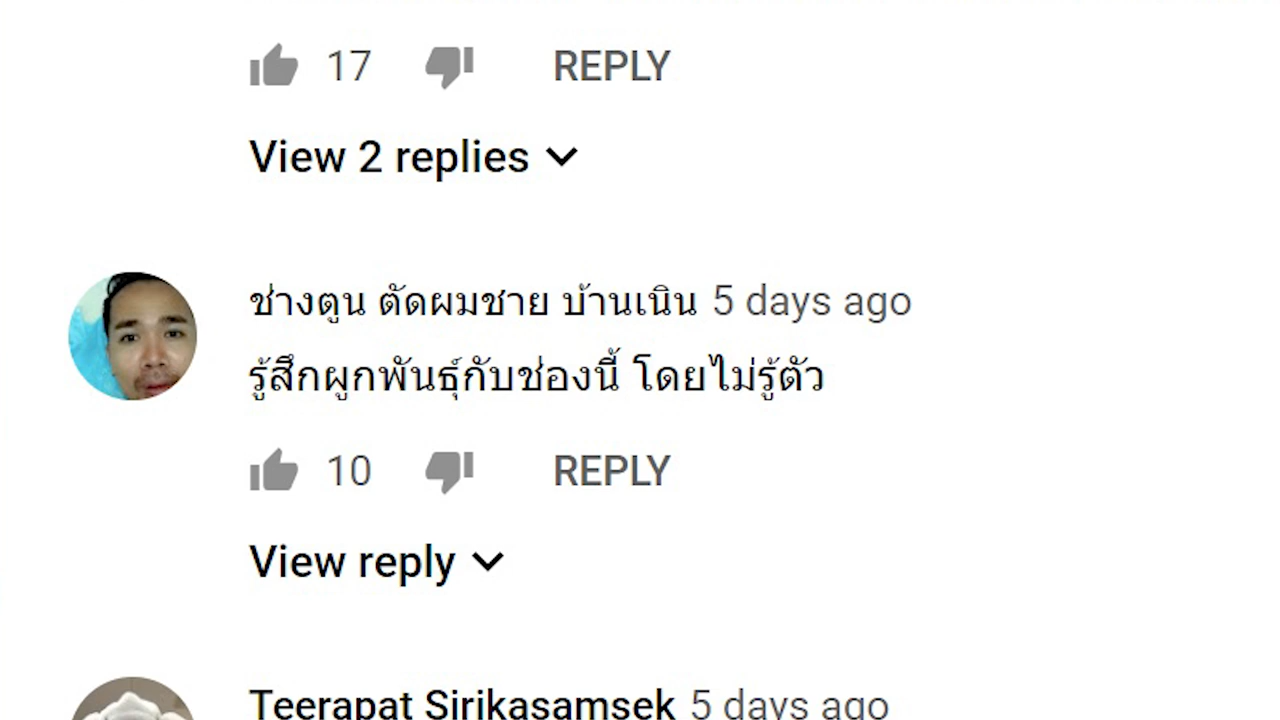 17 REPLY
View 2 replies
ช่างตูน ตัดผมชาย บ้านเนิน 5 days ago
รู้สึกผูกพันธุ์กับช่องนี้ โดยไม่รู้ตัว
10 REPLY
View reply
Teerapat Sirikasamsek 5 days ago